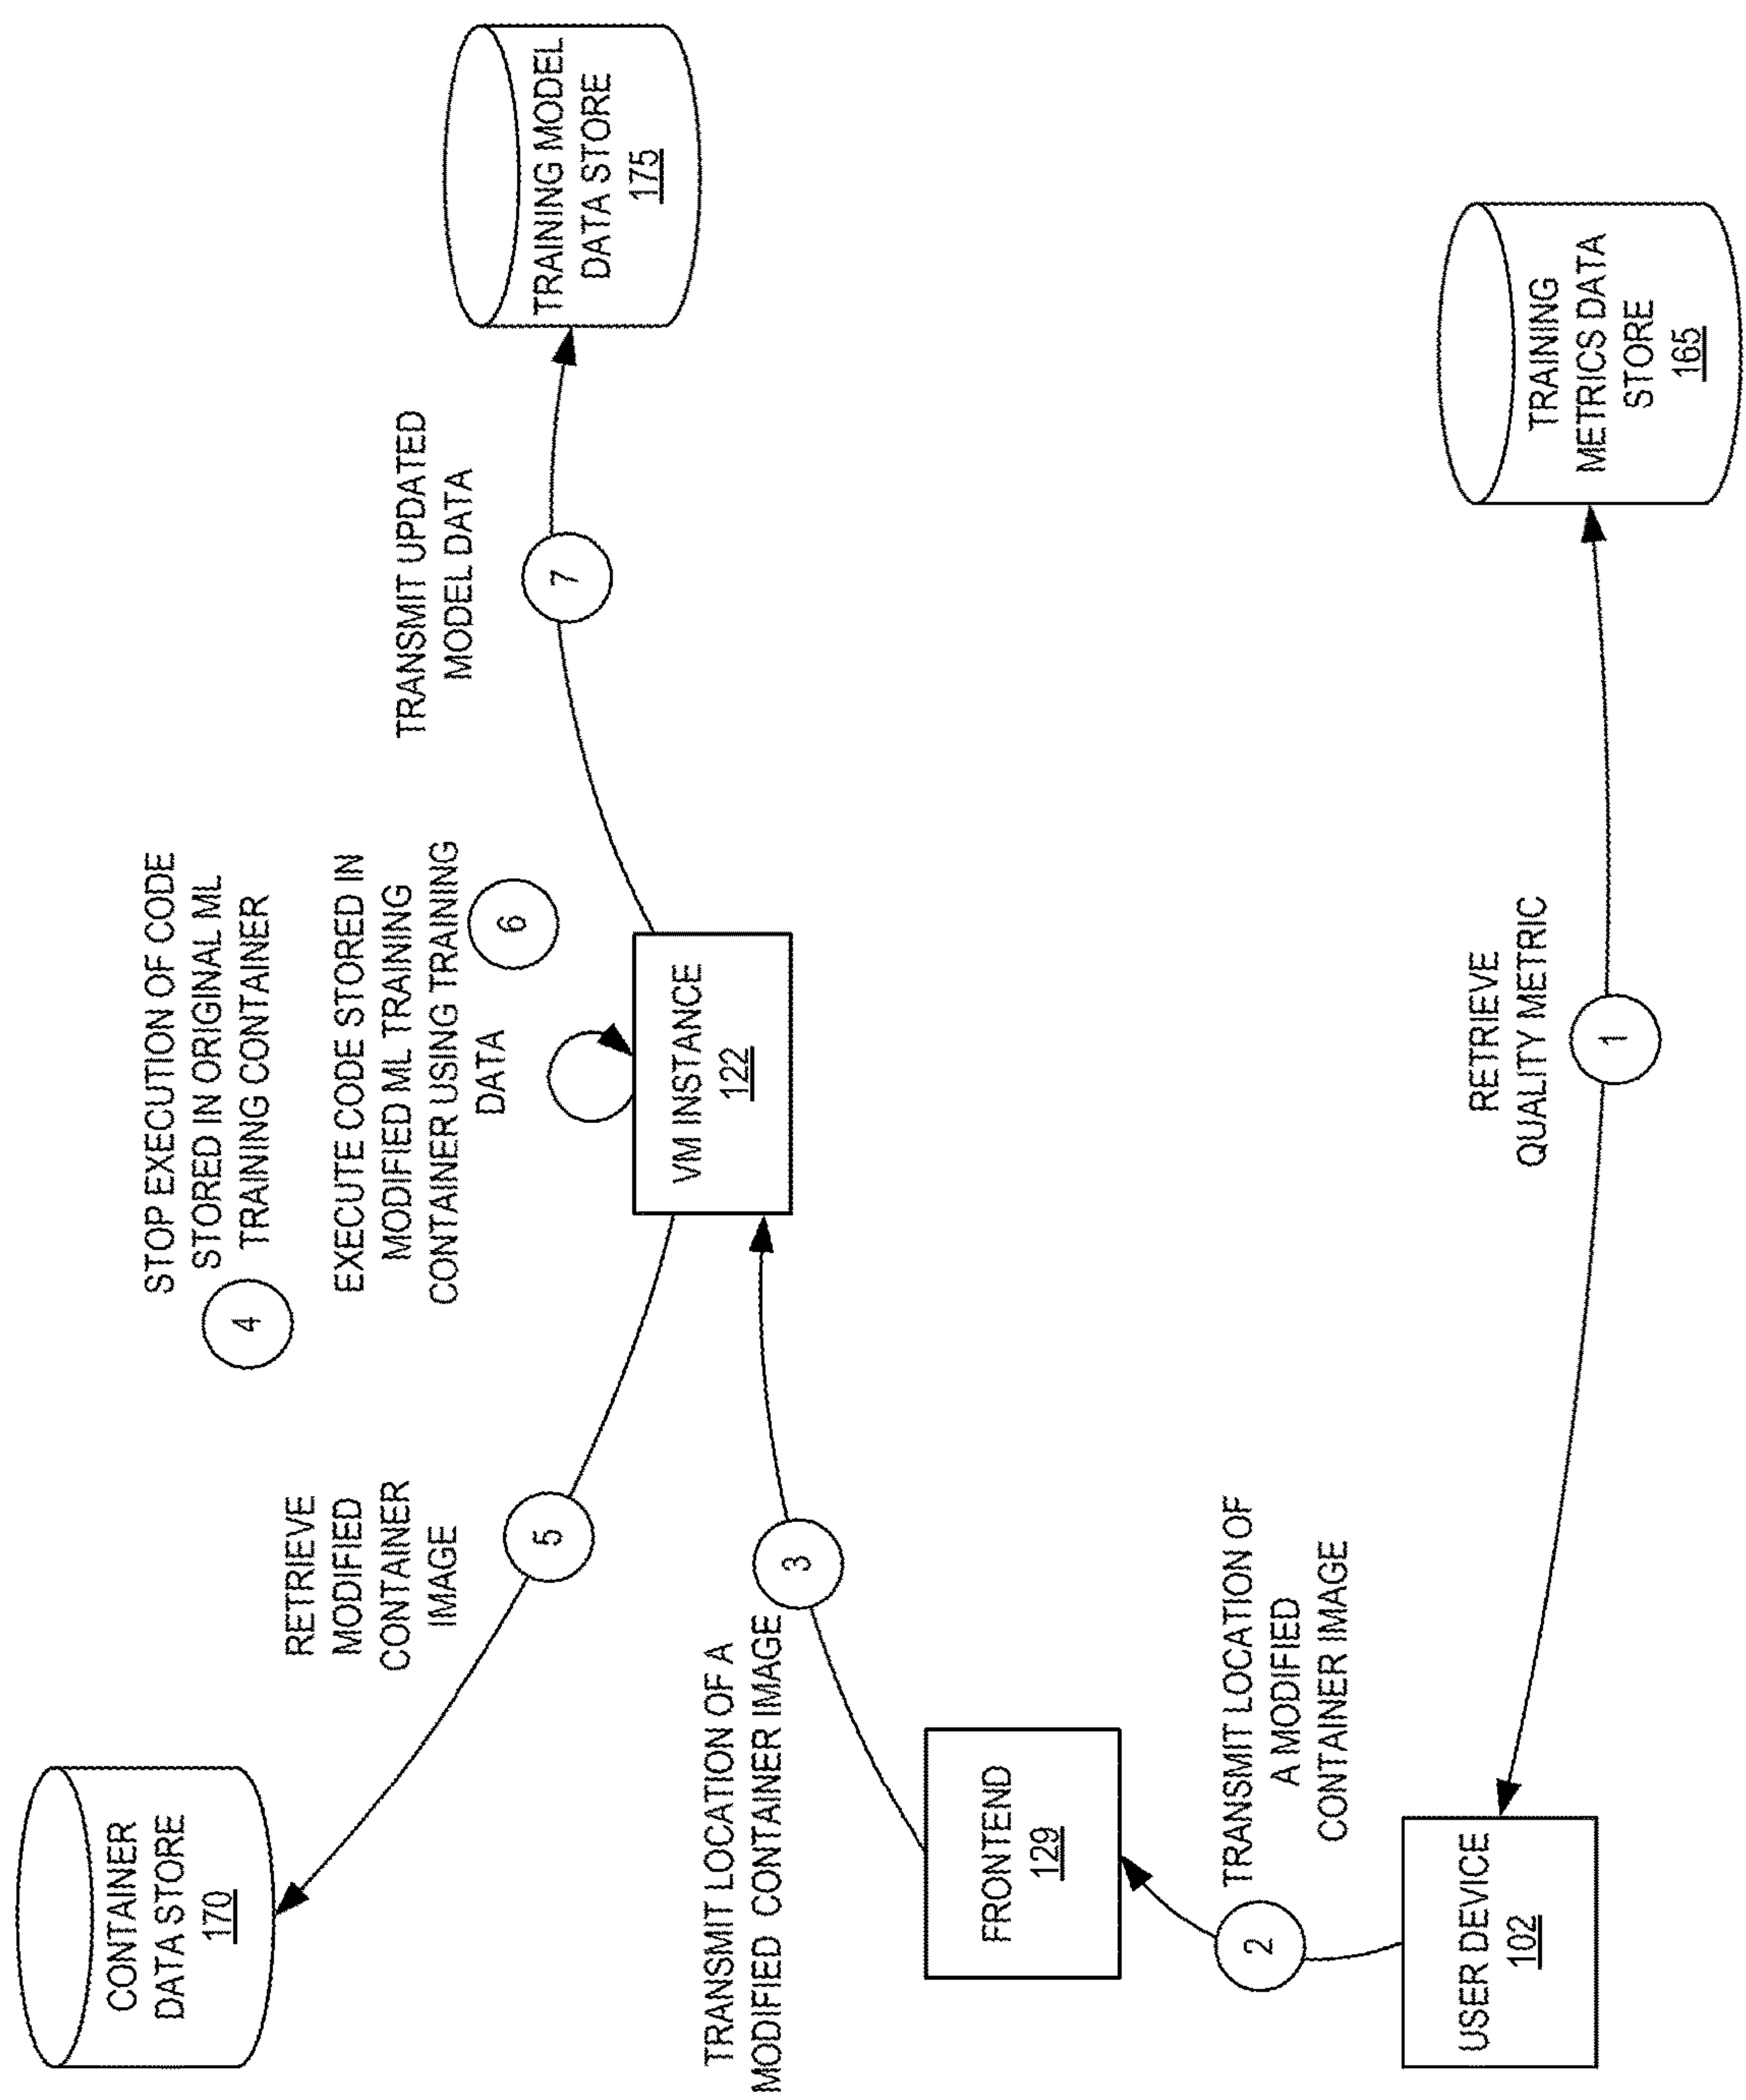 CONTAINER
DATA STORE
170
RETRIEVE
MODIFIED
CONTAINER
IMAGE
5
STOP EXECUTION OF CODE
STORED IN ORIGINAL ML
TRAINING CONTAINER
4
EXECUTE CODE STORED IN
MODIFIED ML TRAINING
CONTAINER USING TRAINING
DATA
6
TRANSMIT UPDATED
MODEL DATA
7
TRAINING MODEL
DATA STORE
175
VM INSTANCE
122
TRANSMIT LOCATION OF A
MODIFIED CONTAINER IMAGE
3
FRONTEND
129
TRANSMIT LOCATION OF
A MODIFIED
CONTAINER IMAGE
2
USER DEVICE
102
RETRIEVE
QUALITY METRIC
1
TRAINING
METRICS DATA
STORE
165